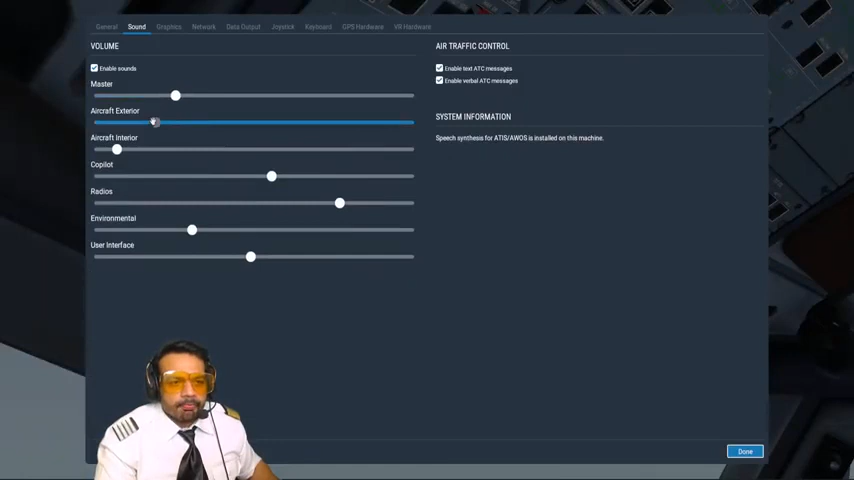 General Sound Graphics Network Data Output Joystick Keyboard GPS Hardware VR Hardware
VOLUME
Enable sounds
Master
Aircraft Exterior
Aircraft Interior
Copilot
Radios
Environmental
User Interface
AIR TRAFFIC CONTROL
Enable text ATC messages
Enable verbal ATC messages
SYSTEM INFORMATION
Speech synthesis for ATIS/AWOS is installed on this machine.
Done